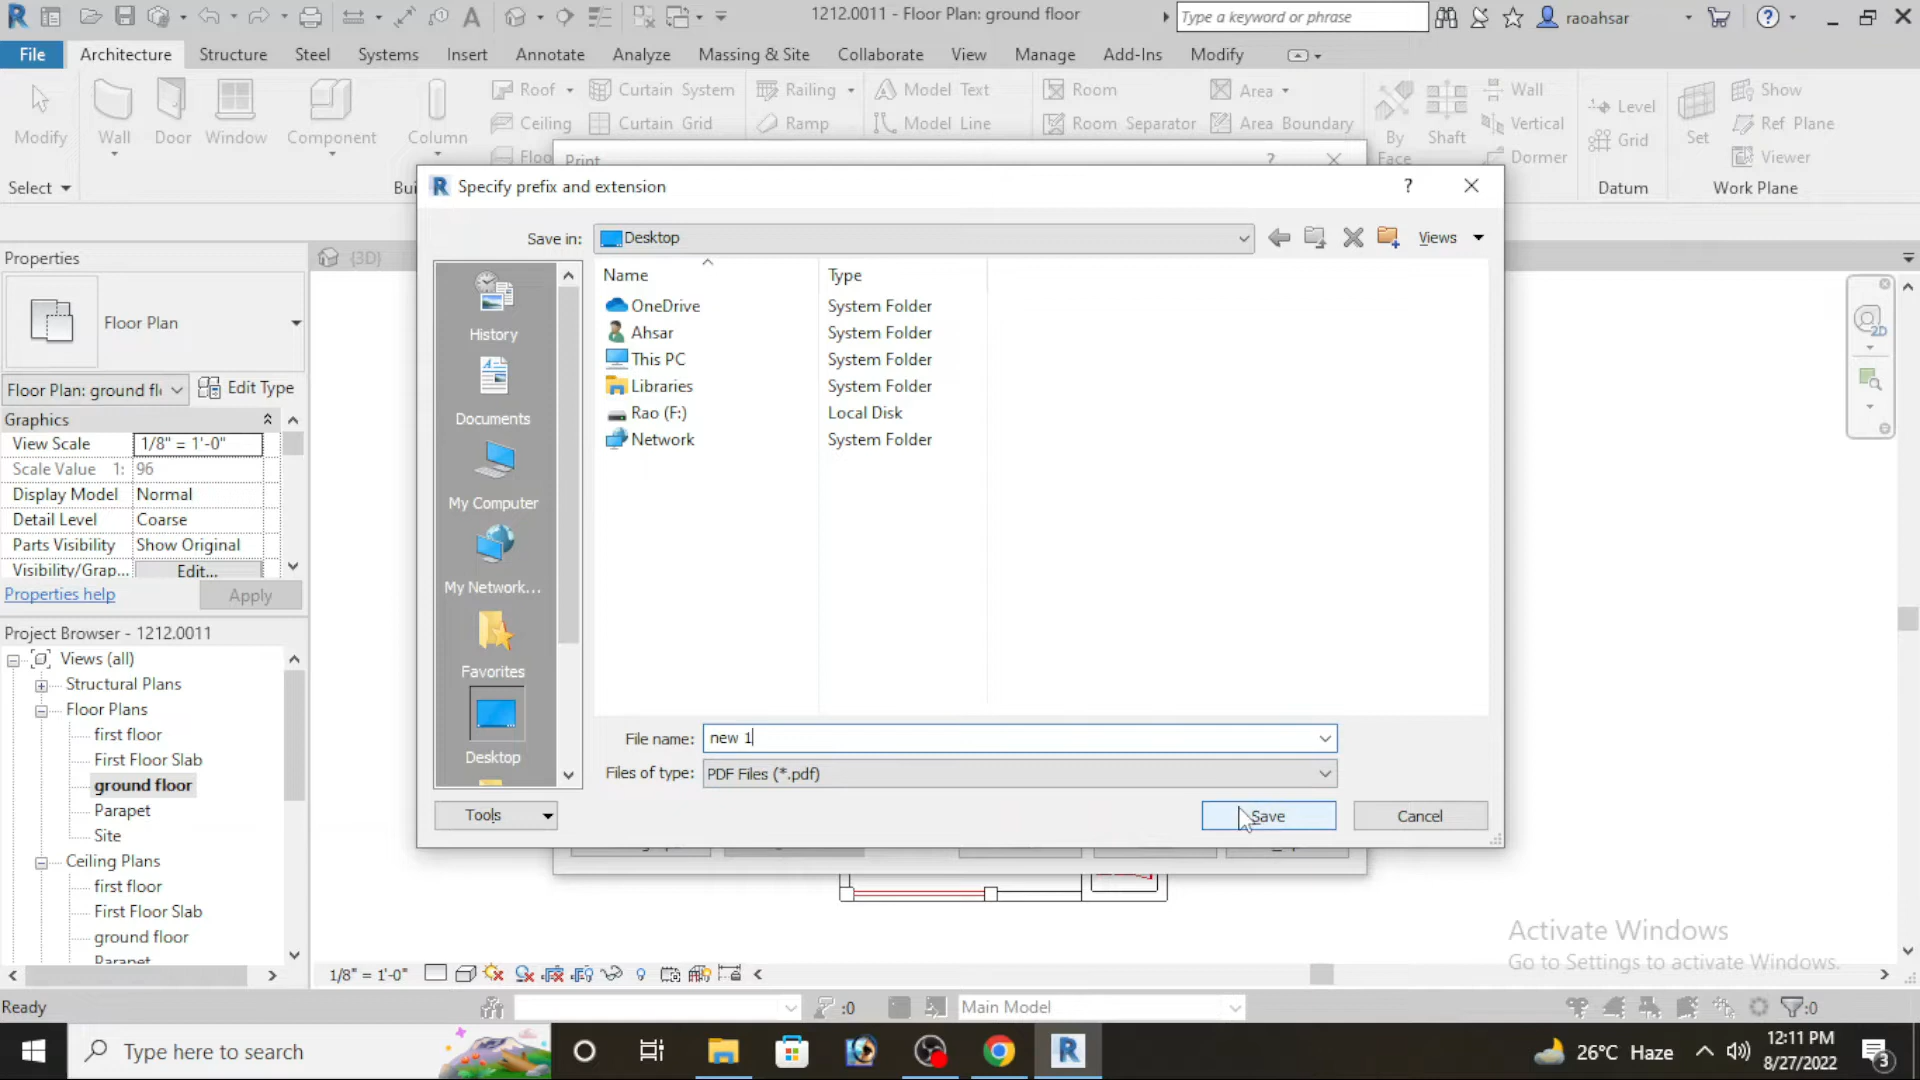 1212.0011 - Floor Plan: ground floor
Type a keyword or phrase
raoahsar
File
Architecture
Structure
Steel
Systems
Insert
Annotate
Analyze
Massing & Site
Collaborate
View
Manage
Add-Ins
Modify
Modify
Wall
Door
Window
Component
Column
Roof
Ceiling
Curtain System
Curtain Grid
Railing
Ramp
Model Text
Model Line
Room
Room Separator
Area
Area Boundary
By
Face
Shaft
Wall
Vertical
Dormer
Level
Grid
Set
Show
Ref Plane
Viewer
Select
Datum
Work Plane
Print
Specify prefix and extension
Save in:
Desktop
Views
Name
Type
OneDrive
System Folder
Ahsar
System Folder
This PC
System Folder
Libraries
System Folder
Rao (F:)
Local Disk
Network
System Folder
History
Documents
My Computer
My Network...
Favorites
Desktop
File name:
new 1
Files of type:
PDF Files (*.pdf)
Tools
Save
Cancel
Properties
{3D}
Floor Plan
Floor Plan: ground fl
Edit Type
Graphics
View Scale
1/8" = 1'-0"
Scale Value 1:
96
Display Model
Normal
Detail Level
Coarse
Parts Visibility
Show Original
Visibility/Grap...
Edit...
Properties help
Apply
Project Browser - 1212.0011
Views (all)
Structural Plans
Floor Plans
first floor
First Floor Slab
ground floor
Parapet
Site
Ceiling Plans
first floor
First Floor Slab
ground floor
Parapet
2D
Activate Windows
Go to Settings to activate Windows.
1/8" = 1'-0"
Ready
:0
Main Model
:0
Type here to search
26°C Haze
12:11 PM
8/27/2022
3